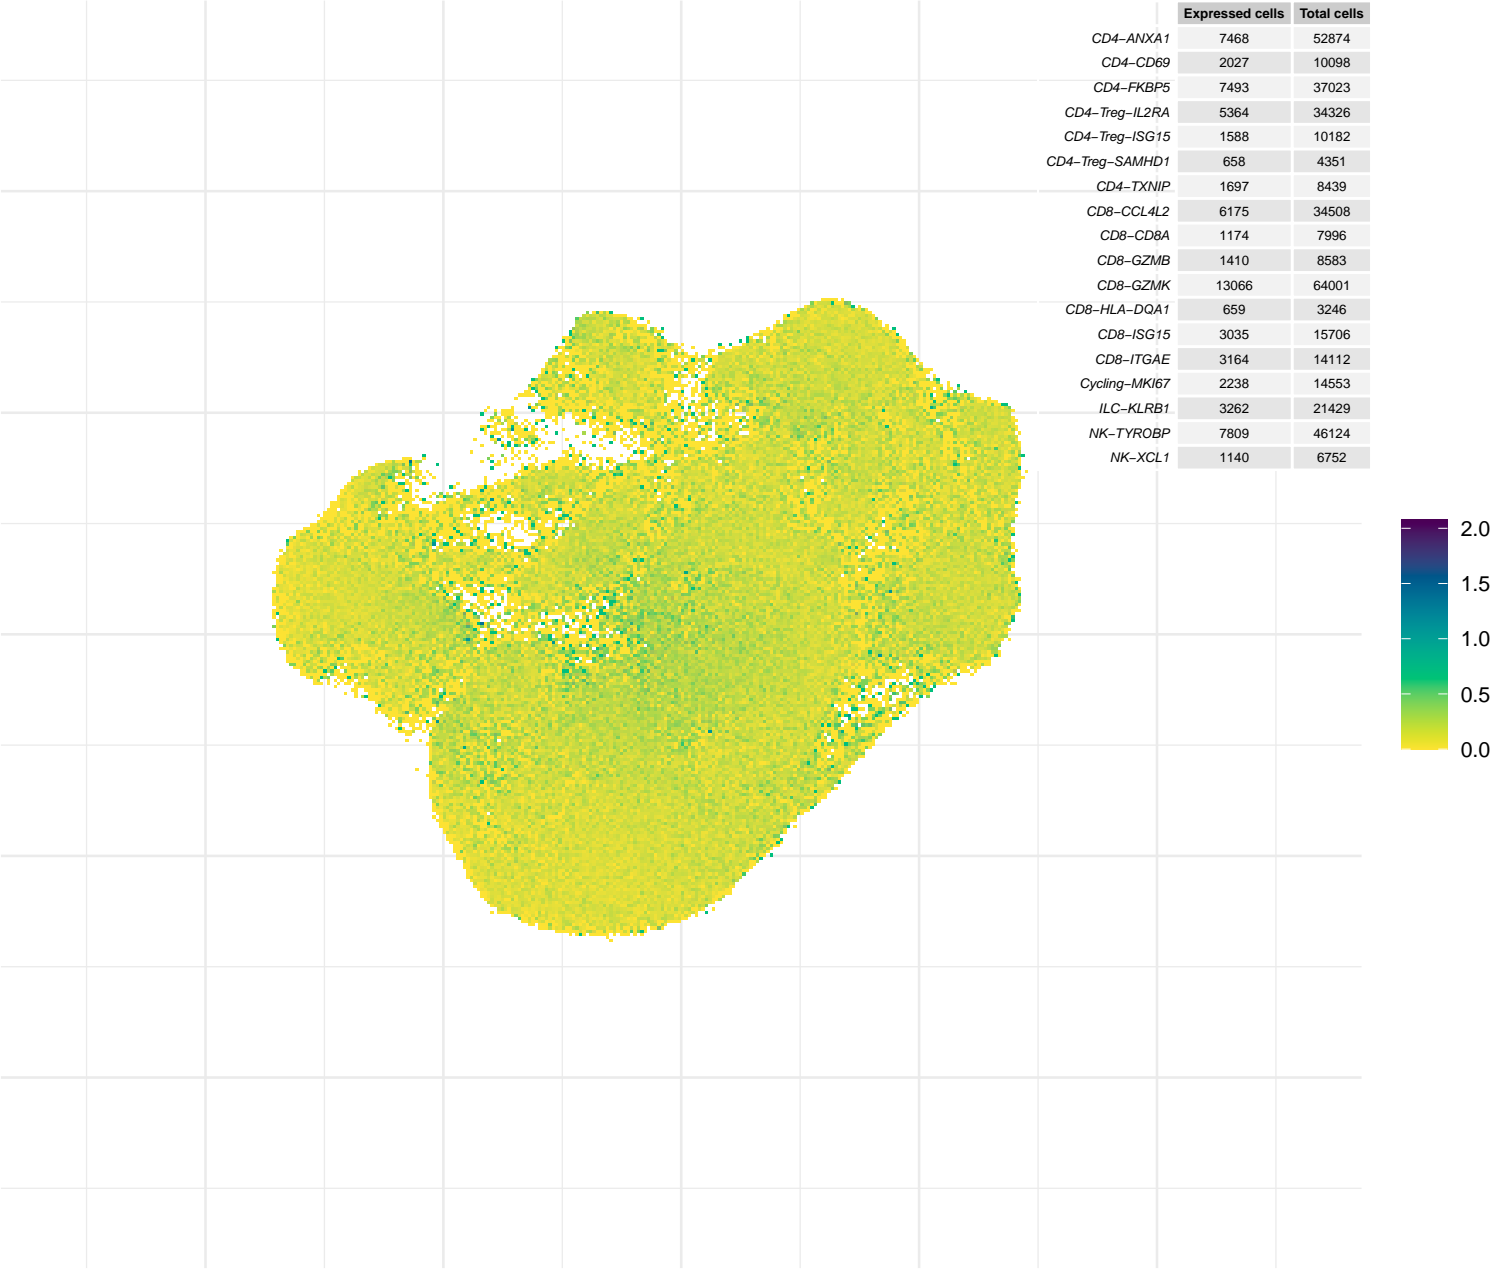 Expressed cells Total cells
CD4−ANXA1 7468 52874
CD4−CD69 2027 10098
CD4−FKBP5 7493 37023
CD4−Treg−IL2RA 5364 34326
CD4−Treg−ISG15 1588 10182
CD4−Treg−SAMHD1 658 4351
CD4−TXNIP 1697 8439
CD8−CCL4L2 6175 34508
CD8−CD8A 1174 7996
CD8−GZMB 1410 8583
CD8−GZMK 13066 64001
CD8−HLA−DQA1 659 3246
CD8−ISG15 3035 15706
CD8−ITGAE 3164 14112
Cycling−MKI67 2238 14553
ILC−KLRB1 3262 21429
NK−TYROBP 7809 46124
NK−XCL1 1140 6752
2.0
1.5
1.0
0.5
0.0